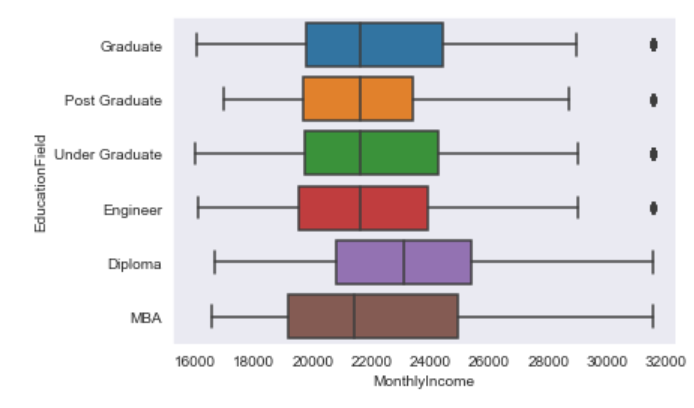 Graduate
Post Graduate
Under Graduate
Engineer
Diploma
MBA
EducationField
16000 18000 20000 22000 24000 26000 28000 30000 32000
MonthlyIncome